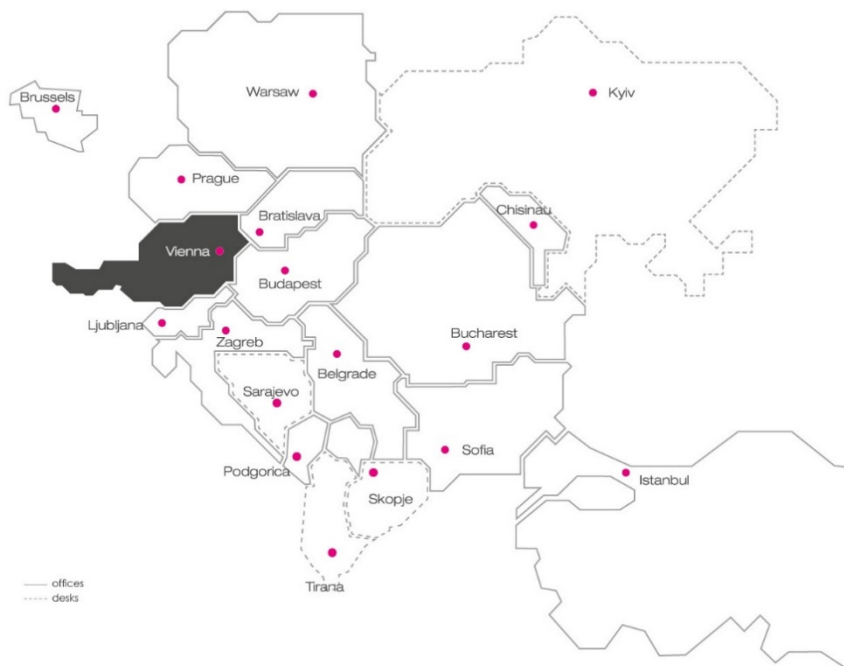 Warsaw
Kyiv
Brussels
Prague
Chisinau
Bratislava
Vienna
Budapest
Ljubljana
Zagreb
Bucharest
Belgrade
Sarajevo
Sofia
Podgorica
Istanbul
Skopje
Tirana
offices
desks